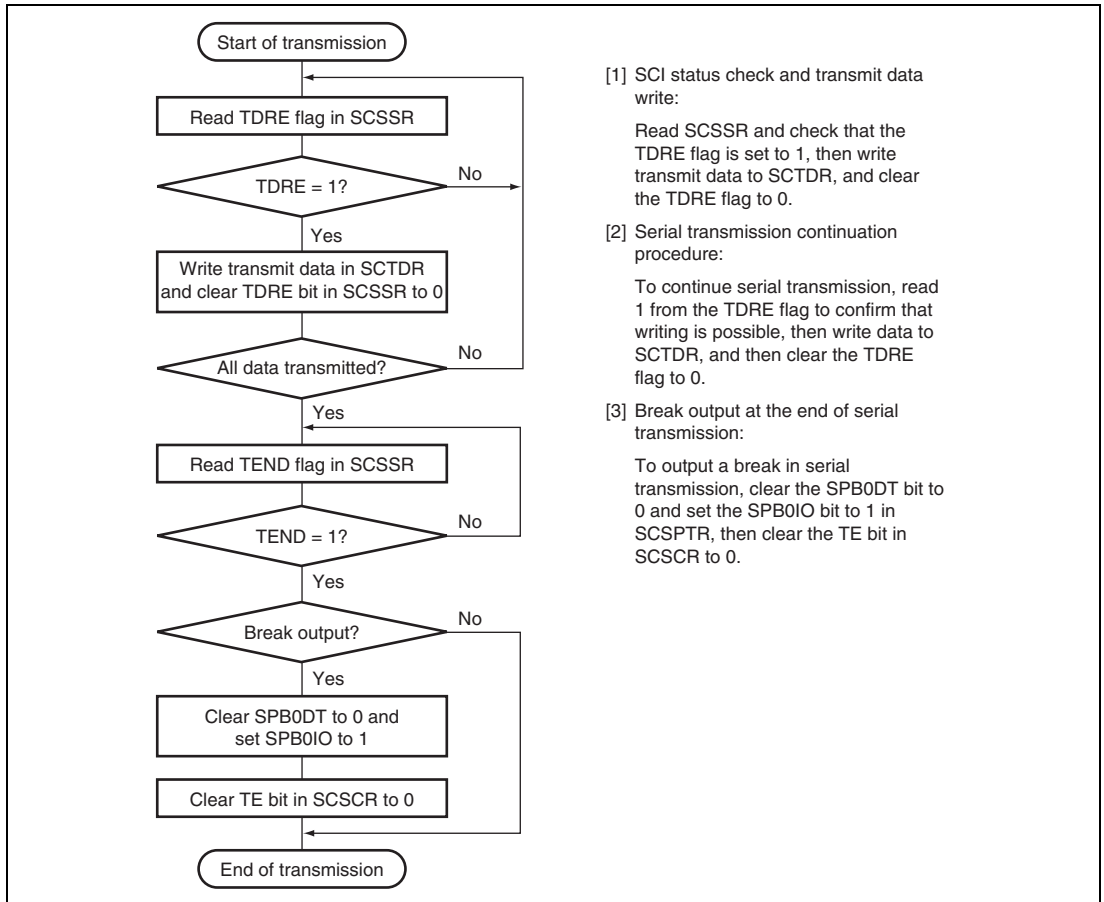 Start of transmission
Read TDRE flag in SCSSR
TDRE = 1?
No
Yes
Write transmit data in SCTDR
and clear TDRE bit in SCSSR to 0
All data transmitted?
No
Yes
Read TEND flag in SCSSR
TEND = 1?
No
Yes
Break output?
No
Yes
Clear SPB0DT to 0 and
set SPB0IO to 1
Clear TE bit in SCSCR to 0
End of transmission
[1] SCI status check and transmit data
write:
Read SCSSR and check that the
TDRE flag is set to 1, then write
transmit data to SCTDR, and clear
the TDRE flag to 0.
[2] Serial transmission continuation
procedure:
To continue serial transmission, read
1 from the TDRE flag to confirm that
writing is possible, then write data to
SCTDR, and then clear the TDRE
flag to 0.
[3] Break output at the end of serial
transmission:
To output a break in serial
transmission, clear the SPB0DT bit to
0 and set the SPB0IO bit to 1 in
SCSPTR, then clear the TE bit in
SCSCR to 0.